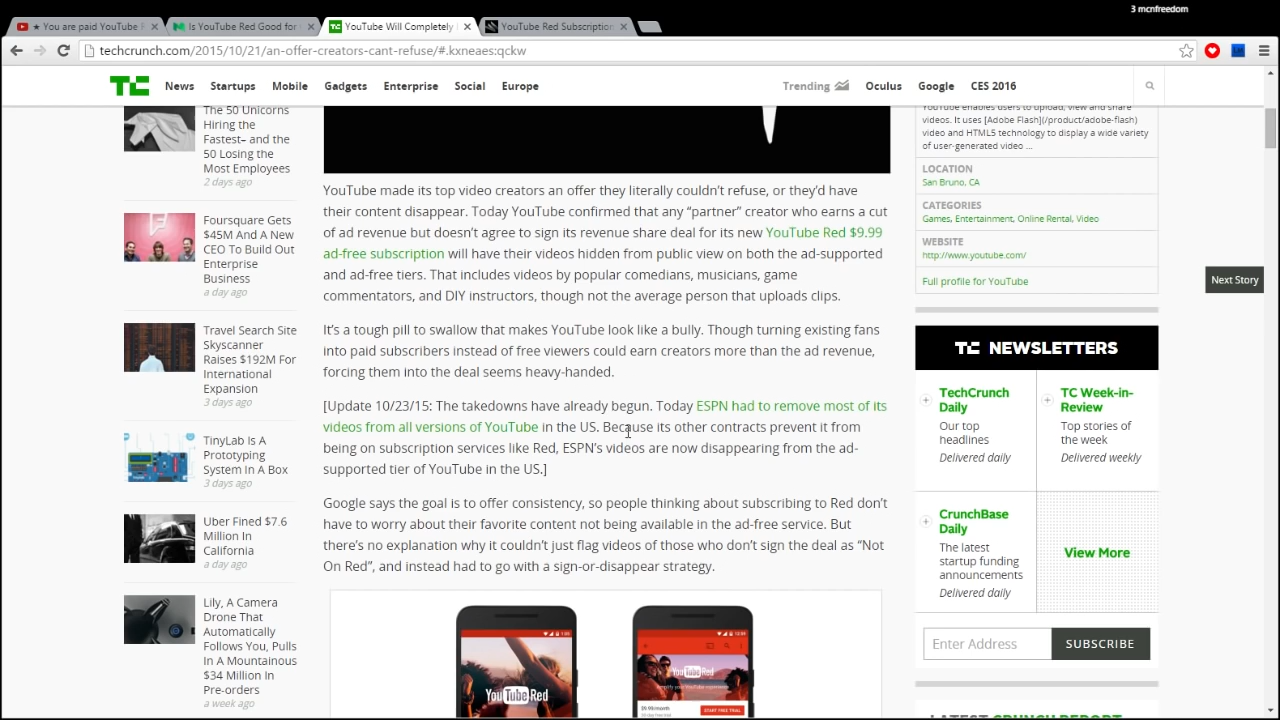 3 mcnfreedom
★ You are paid YouTube
Is YouTube Red Good for
YouTube Will Completely
YouTube Red Subscription
techcrunch.com/2015/10/21/an-offer-creators-cant-refuse/#.kxneaes:qckw
TC
News
Startups
Mobile
Gadgets
Enterprise
Social
Europe
Trending
Oculus
Google
CES 2016
The 50 Unicorns
Hiring the
Fastest– and the
50 Losing the
Most Employees
2 days ago
Foursquare Gets
$45M And A New
CEO To Build Out
Enterprise
Business
a day ago
Travel Search Site
Skyscanner
Raises $192M For
International
Expansion
3 days ago
TinyLab Is A
Prototyping
System In A Box
3 days ago
Uber Fined $7.6
Million In
California
a day ago
Lily, A Camera
Drone That
Automatically
Follows You, Pulls
In A Mountainous
$34 Million In
Pre-orders
a week ago
YouTube made its top video creators an offer they literally couldn’t refuse, or they’d have
their content disappear. Today YouTube confirmed that any “partner” creator who earns a cut
of ad revenue but doesn’t agree to sign its revenue share deal for its new YouTube Red $9.99
ad-free subscription will have their videos hidden from public view on both the ad-supported
and ad-free tiers. That includes videos by popular comedians, musicians, game
commentators, and DIY instructors, though not the average person that uploads clips.
It’s a tough pill to swallow that makes YouTube look like a bully. Though turning existing fans
into paid subscribers instead of free viewers could earn creators more than the ad revenue,
forcing them into the deal seems heavy-handed.
[Update 10/23/15: The takedowns have already begun. Today ESPN had to remove most of its
videos from all versions of YouTube in the US. Because its other contracts prevent it from
being on subscription services like Red, ESPN’s videos are now disappearing from the ad-
supported tier of YouTube in the US.]
Google says the goal is to offer consistency, so people thinking about subscribing to Red don’t
have to worry about their favorite content not being available in the ad-free service. But
there’s no explanation why it couldn’t just flag videos of those who don’t sign the deal as “Not
On Red”, and instead had to go with a sign-or-disappear strategy.
YouTube Red
YouTube Red
$9.99/month
START FREE TRIAL
YouTube enables users to upload, view and share
videos. It uses [Adobe Flash](/product/adobe-flash)
video and HTML5 technology to display a wide variety
of user-generated video ...
LOCATION
San Bruno, CA
CATEGORIES
Games, Entertainment, Online Rental, Video
WEBSITE
http://www.youtube.com/
Full profile for YouTube
Next Story
TC NEWSLETTERS
TechCrunch
Daily
Our top
headlines
Delivered daily
TC Week-in-
Review
Top stories of
the week
Delivered weekly
CrunchBase
Daily
The latest
startup funding
announcements
Delivered daily
View More
Enter Address
SUBSCRIBE
LATEST CRUNCH REPORT